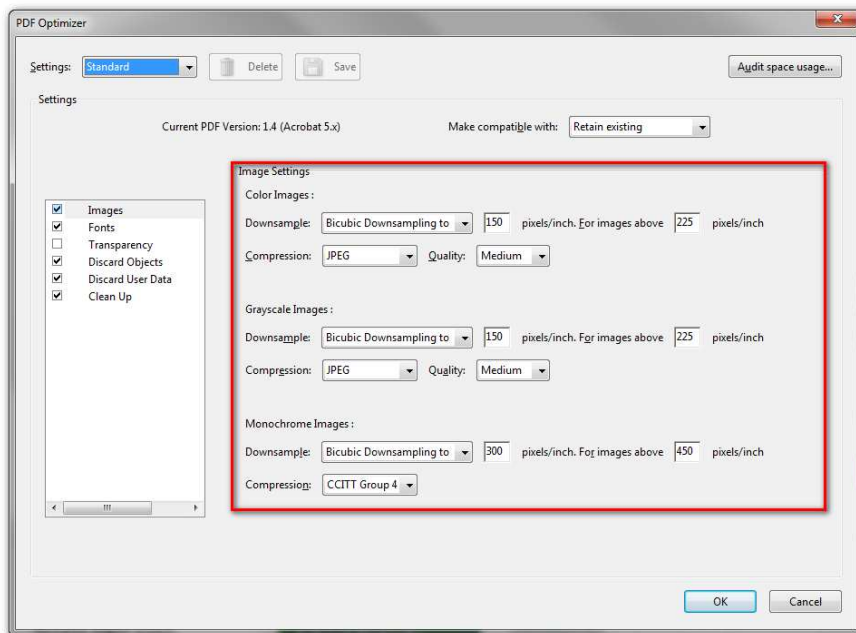 PDF Optimizer
Settings: Standard Delete Save Audit space usage...
Settings
Current PDF Version: 1.4 (Acrobat 5.x) Make compatible with: Retain existing
Image Settings
Color Images :
Downsample: Bicubic Downsampling to 150 pixels/inch. For images above 225 pixels/inch
Compression: JPEG Quality: Medium
Grayscale Images :
Downsample: Bicubic Downsampling to 150 pixels/inch. For images above 225 pixels/inch
Compression: JPEG Quality: Medium
Monochrome Images :
Downsample: Bicubic Downsampling to 300 pixels/inch. For images above 450 pixels/inch
Compression: CCITT Group 4
Images
Fonts
Transparency
Discard Objects
Discard User Data
Clean Up
OK Cancel